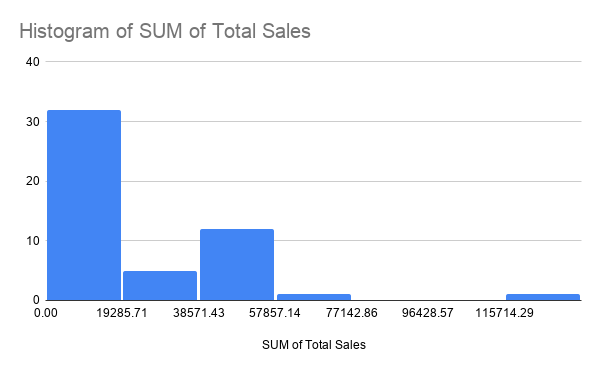 Histogram of SUM of Total Sales
40
30
20
10
0
0.00 19285.71 38571.43 57857.14 77142.86 96428.57 115714.29
SUM of Total Sales